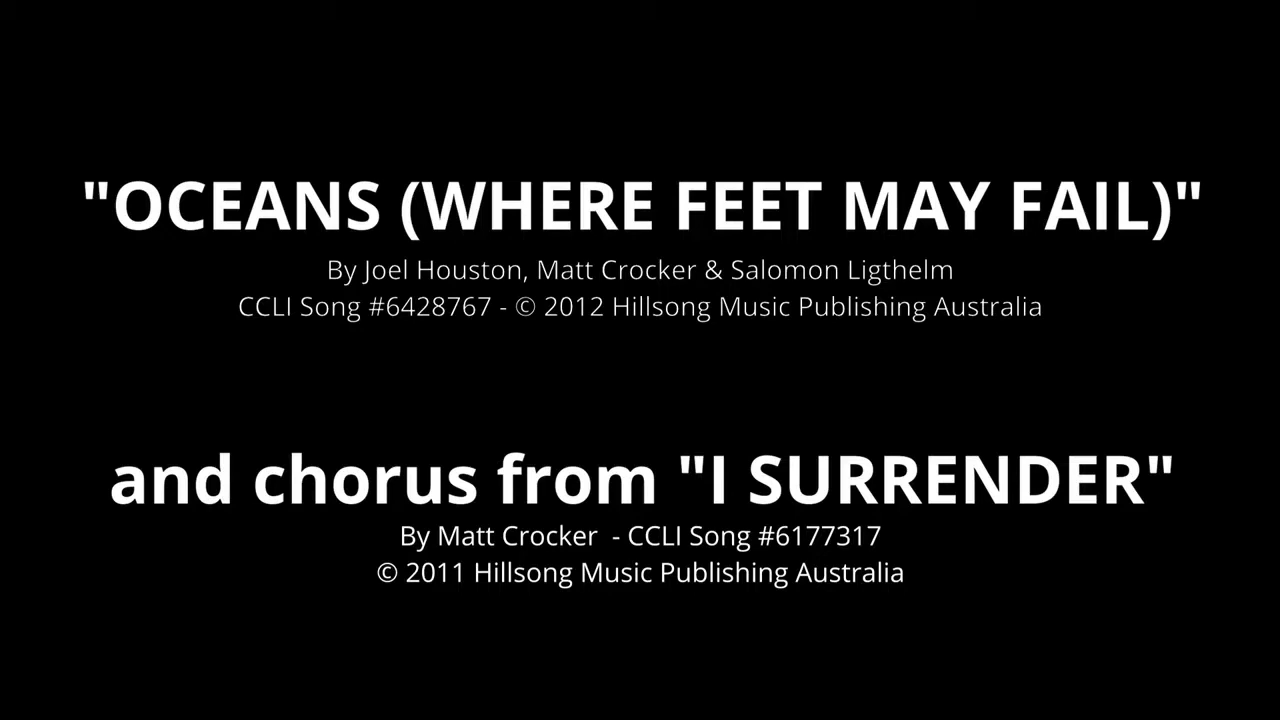 "OCEANS (WHERE FEET MAY FAIL)"
By Joel Houston, Matt Crocker & Salomon Ligthelm
CCLI Song #6428767 - © 2012 Hillsong Music Publishing Australia
and chorus from "I SURRENDER"
By Matt Crocker  - CCLI Song #6177317
© 2011 Hillsong Music Publishing Australia